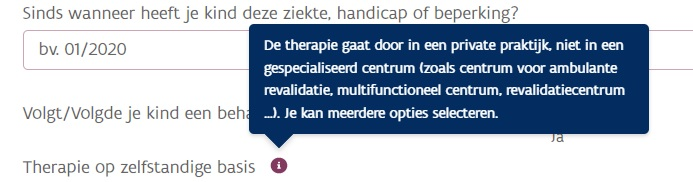 Sinds wanneer heeft je kind deze ziekte, handicap of beperking?
bv. 01/2020
De therapie gaat door in een private praktijk, niet in een
gespecialiseerd centrum (zoals centrum voor ambulante
revalidatie, multifunctioneel centrum, revalidatiecentrum
...). Je kan meerdere opties selecteren.
Volgt/Volgde je kind een beha
Ja
Therapie op zelfstandige basis